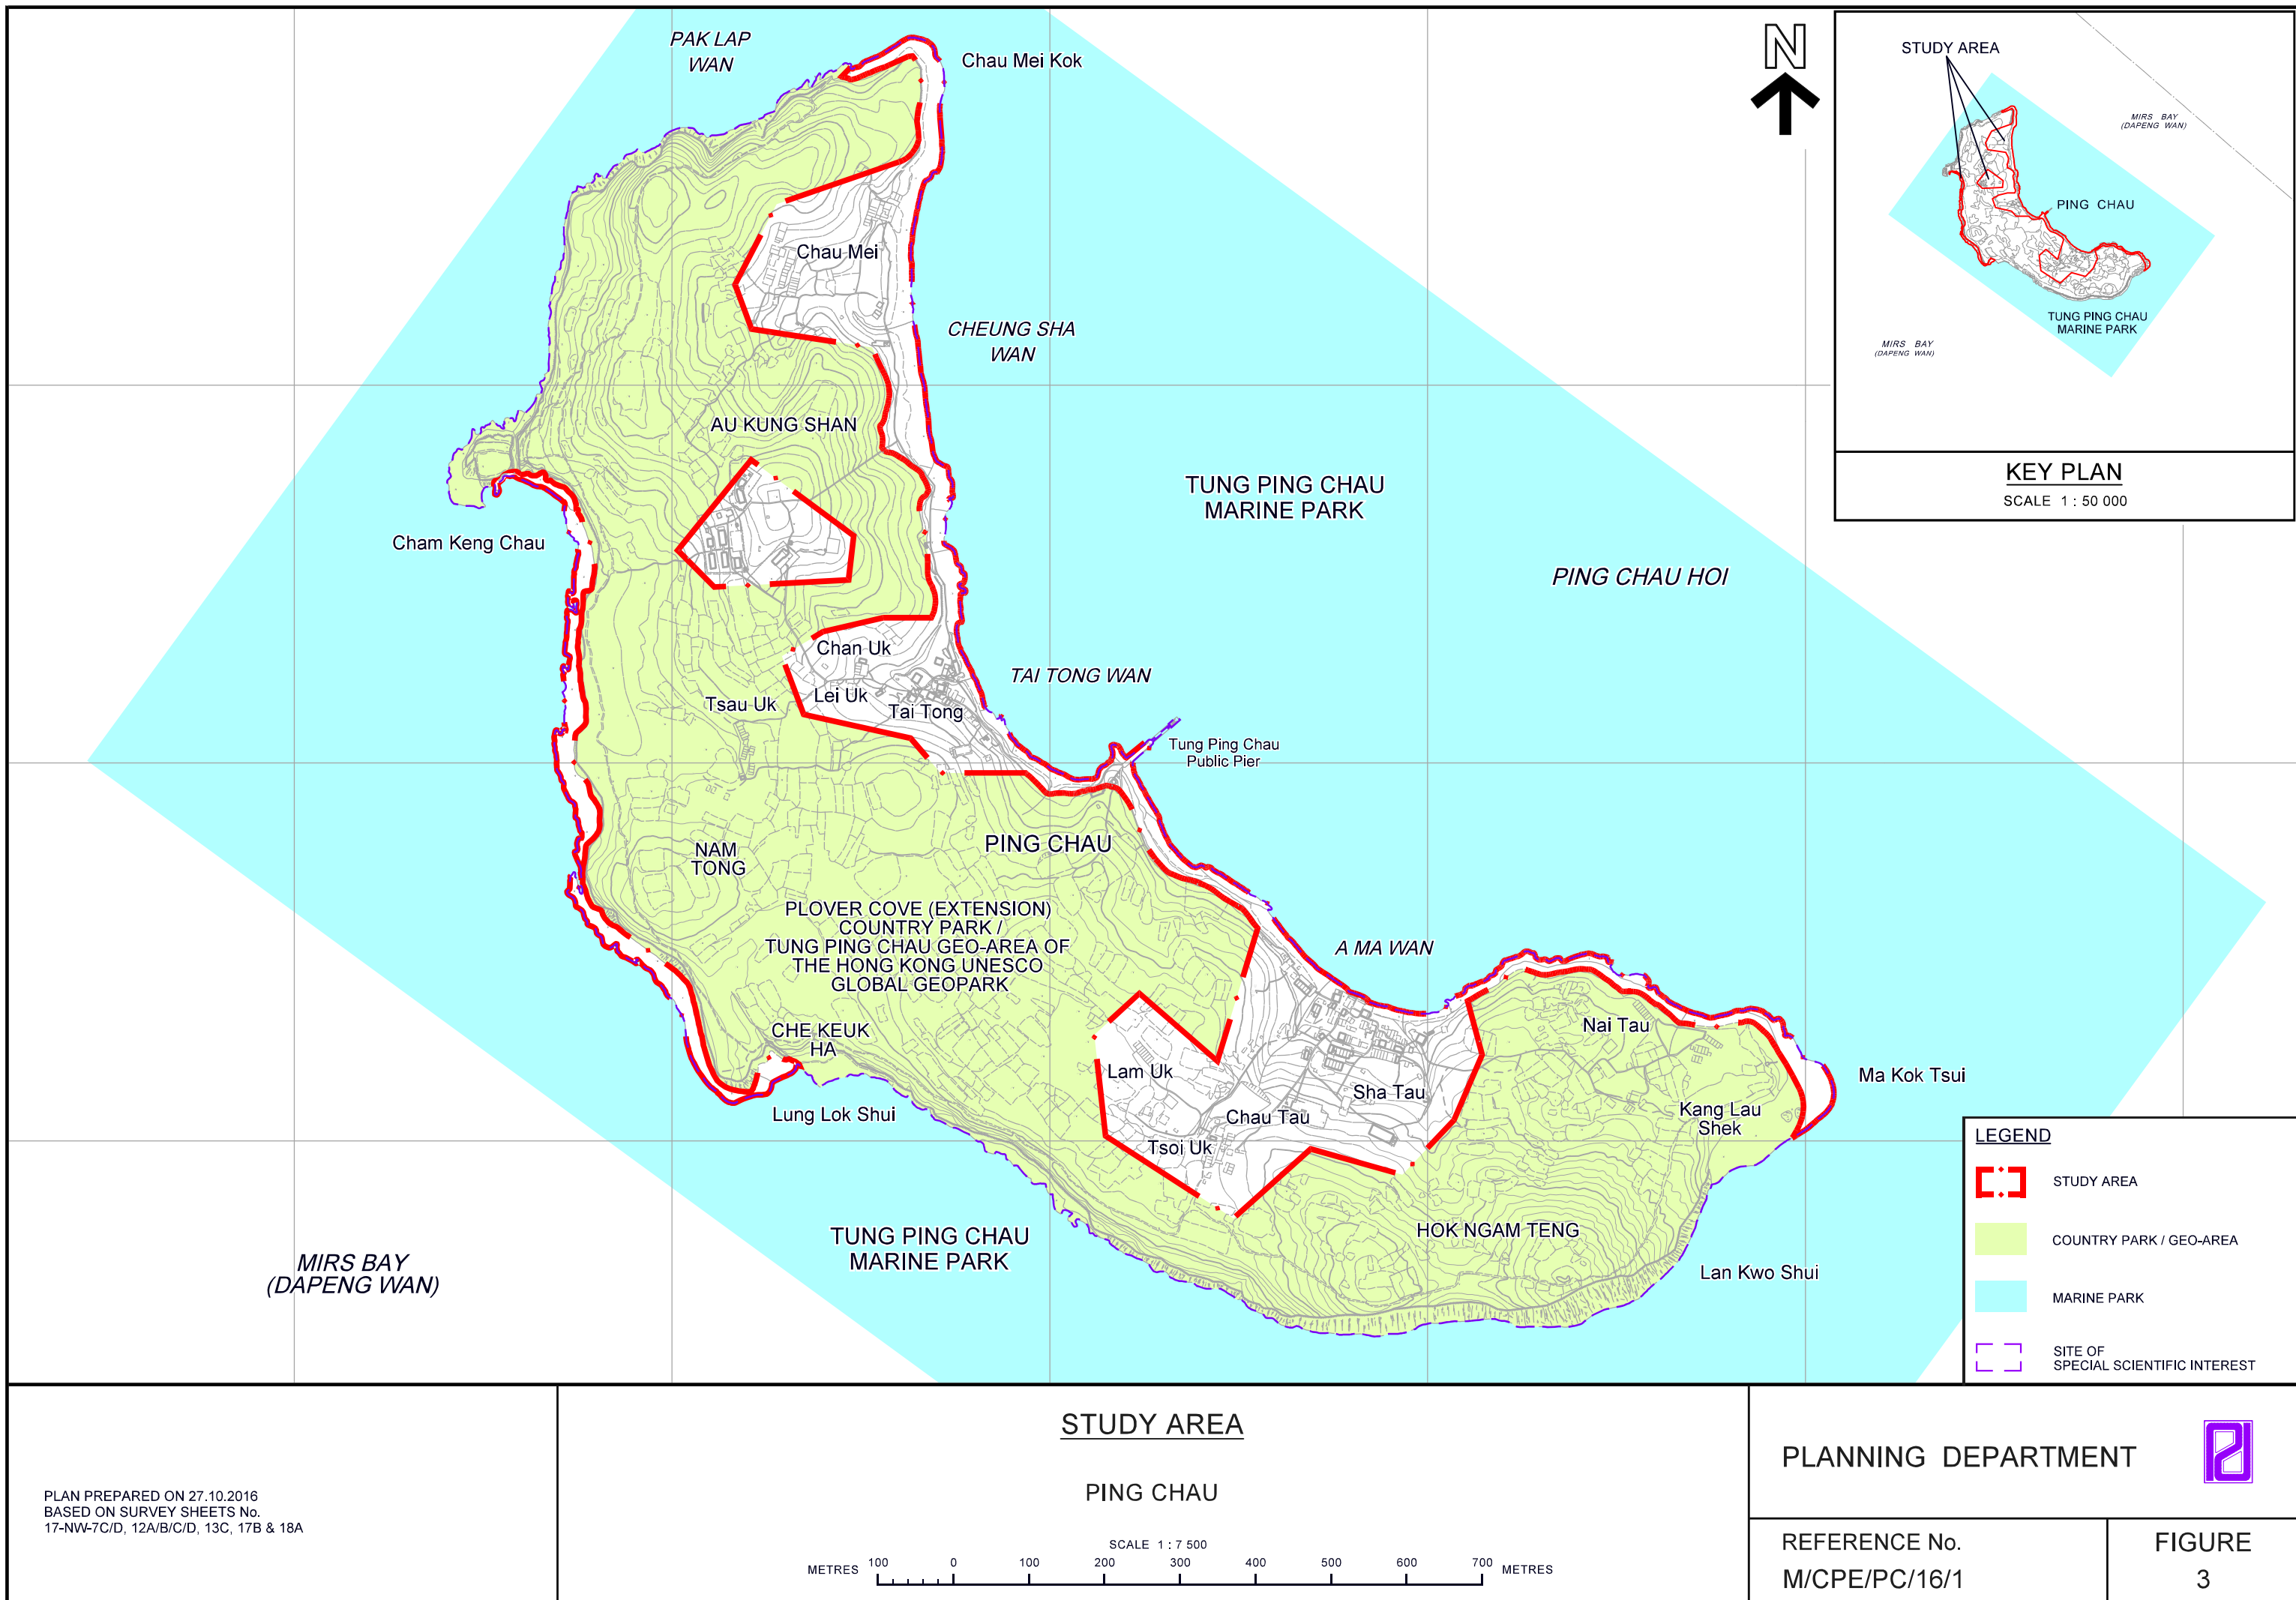 PAK LAP
WAN
Chau Mei Kok
N
STUDY AREA
MIRS BAY
(DAPENG WAN)
PING CHAU
TUNG PING CHAU
MARINE PARK
MIRS BAY
(DAPENG WAN)
KEY PLAN
SCALE 1 : 50 000
Chau Mei
CHEUNG SHA
WAN
AU KUNG SHAN
TUNG PING CHAU
MARINE PARK
Cham Keng Chau
PING CHAU HOI
Chan Uk
TAI TONG WAN
Tsau Uk
Lei Uk
Tai Tong
Tung Ping Chau
Public Pier
PING CHAU
NAM
TONG
PLOVER COVE (EXTENSION)
COUNTRY PARK /
TUNG PING CHAU GEO-AREA OF
THE HONG KONG UNESCO
GLOBAL GEOPARK
A MA WAN
CHE KEUK
HA
Nai Tau
Lam Uk
Ma Kok Tsui
Sha Tau
Lung Lok Shui
Chau Tau
Kang Lau
Shek
Tsoi Uk
TUNG PING CHAU
MARINE PARK
HOK NGAM TENG
MIRS BAY
(DAPENG WAN)
Lan Kwo Shui
LEGEND
STUDY AREA
COUNTRY PARK / GEO-AREA
MARINE PARK
SITE OF
SPECIAL SCIENTIFIC INTEREST
PLAN PREPARED ON 27.10.2016
BASED ON SURVEY SHEETS No.
17-NW-7C/D, 12A/B/C/D, 13C, 17B & 18A
STUDY AREA
PING CHAU
SCALE 1 : 7 500
METRES 100 0 100 200 300 400 500 600 700 METRES
PLANNING DEPARTMENT
REFERENCE No.
M/CPE/PC/16/1
FIGURE
3